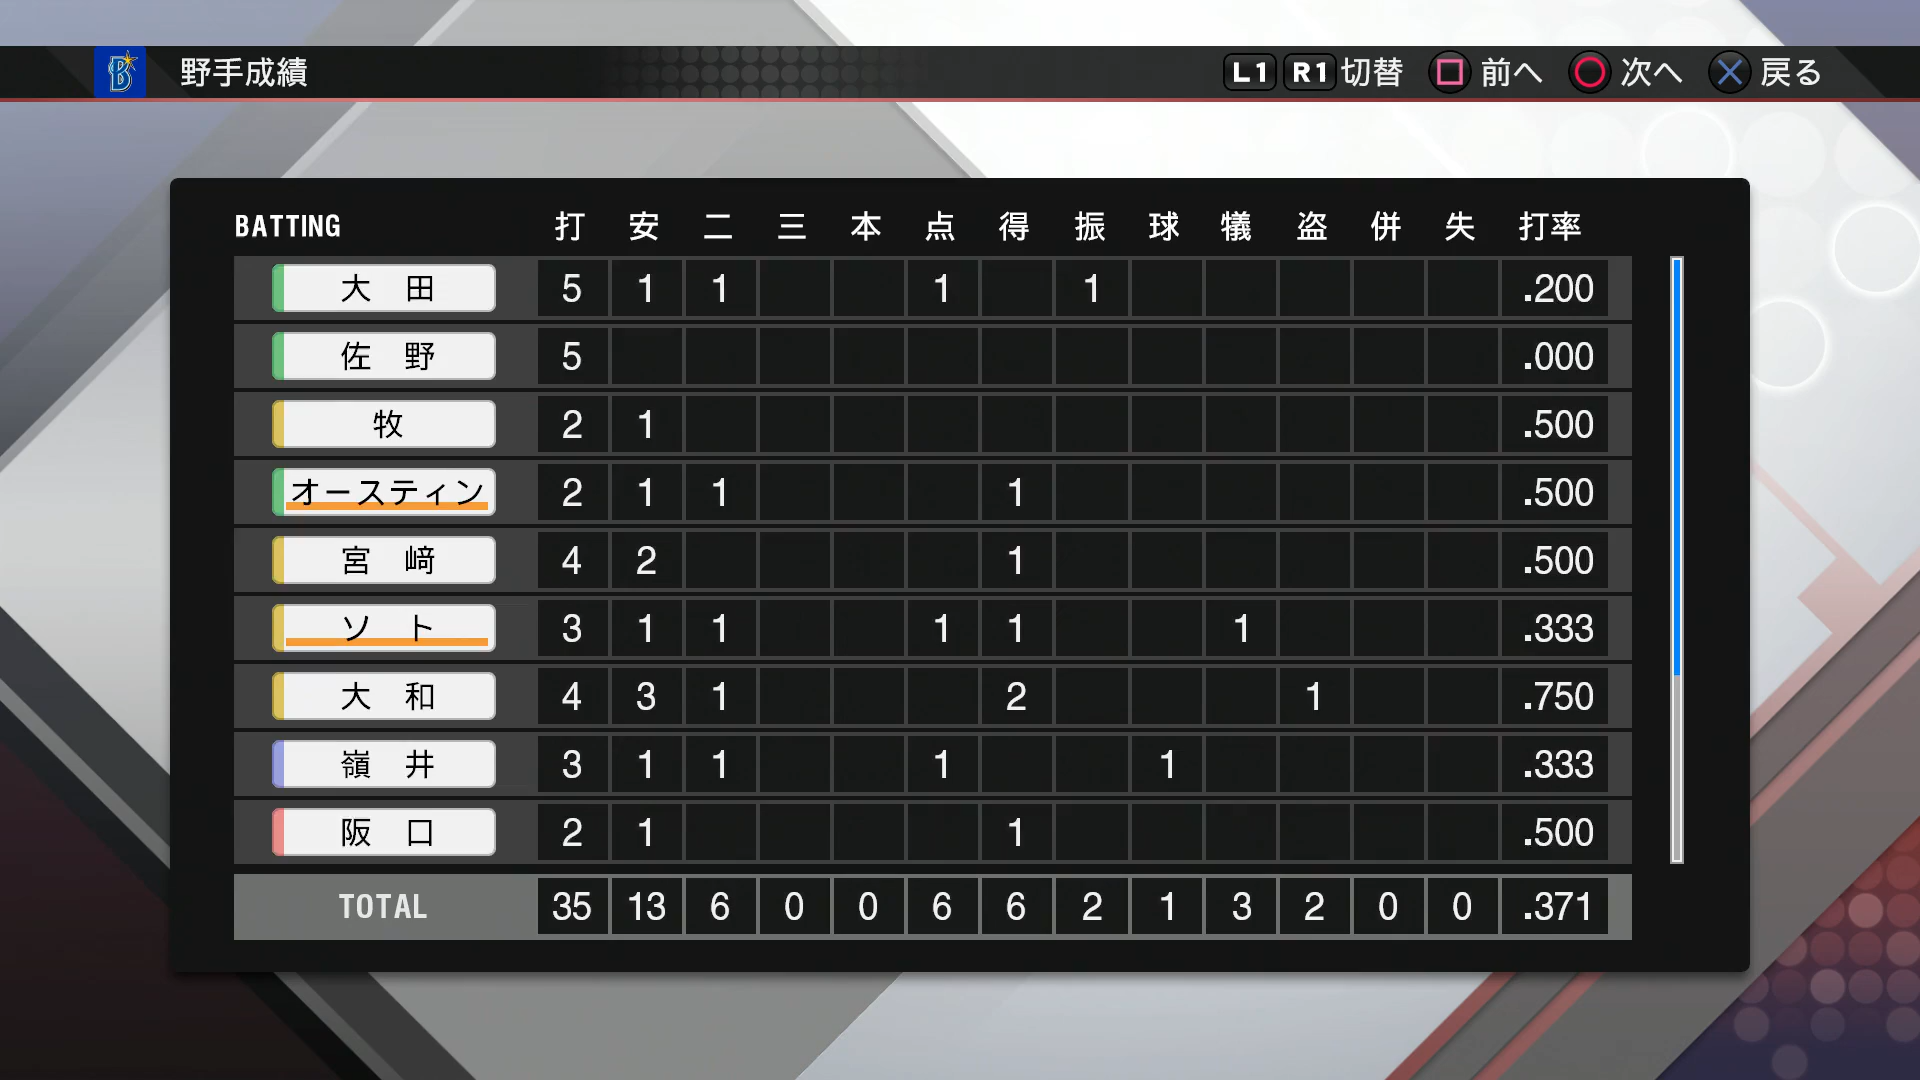 野手成績 L1 R1 切替 前へ 次へ 戻る
BATTING 打 安 二 三 本 点 得 振 球 犠 盗 併 失 打率
大田 5 1 1 1 1 .200
佐野 5 .000
牧 2 1 .500
オースティン 2 1 1 1 .500
宮﨑 4 2 1 .500
ソト 3 1 1 1 1 1 .333
大和 4 3 1 2 1 .750
嶺井 3 1 1 1 1 .333
阪口 2 1 1 .500
TOTAL 35 13 6 0 0 6 6 2 1 3 2 0 0 .371